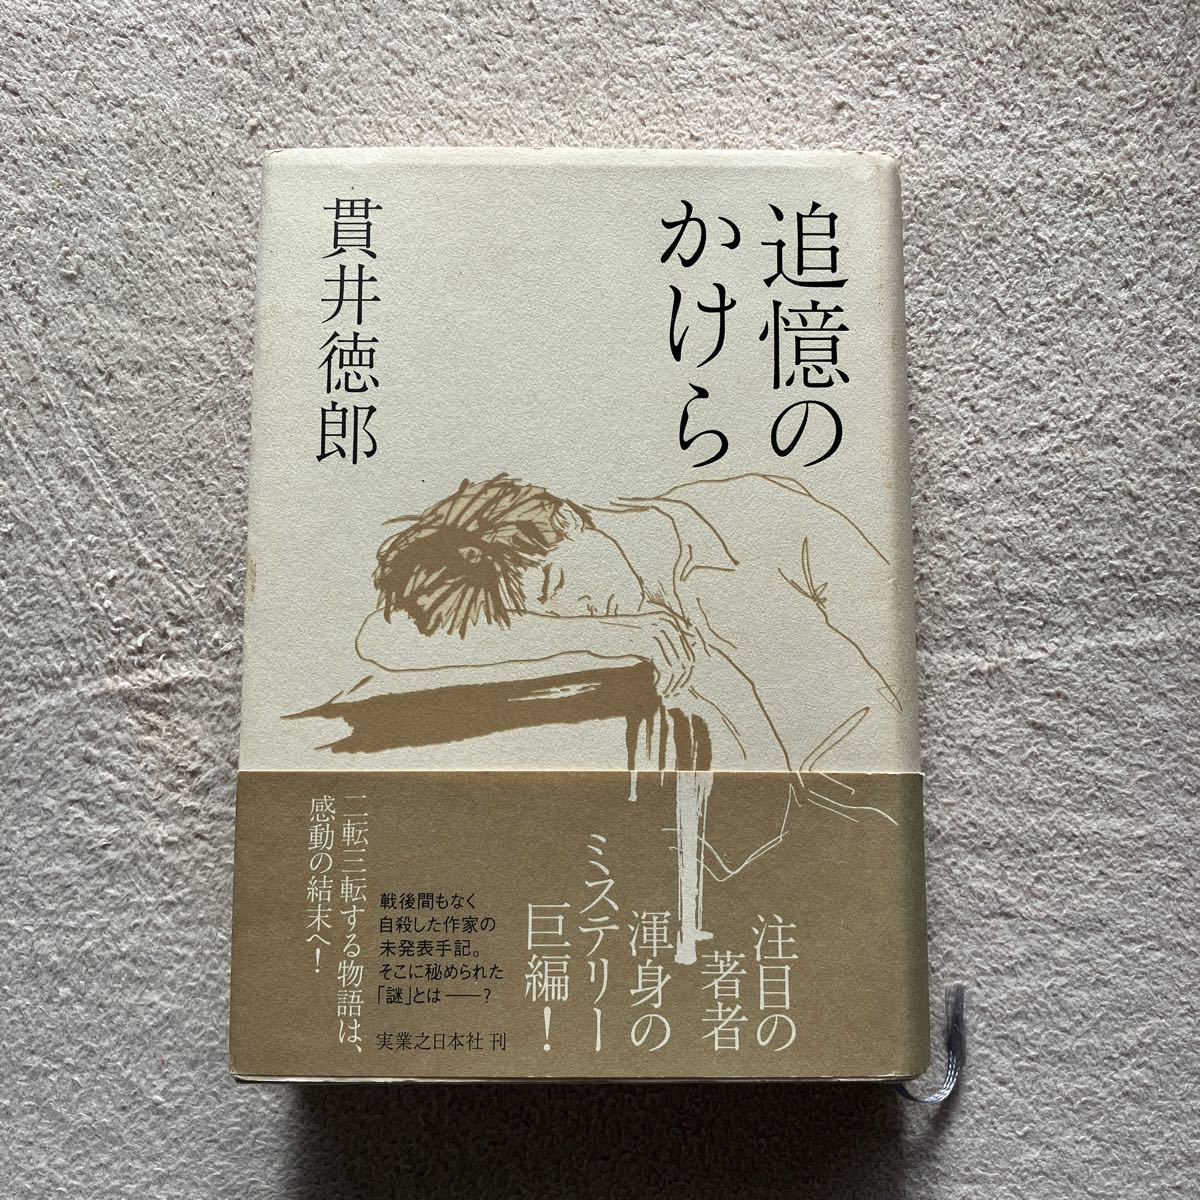 追憶の
かけら
貫井徳郎
注目の
著者
渾身の
ミステリー
巨編！
戦後間もなく
自殺した作家の
未発表手記。
そこに秘められた
「謎」とは——？
実業之日本社 刊
二転三転する物語は、
感動の結末へ！